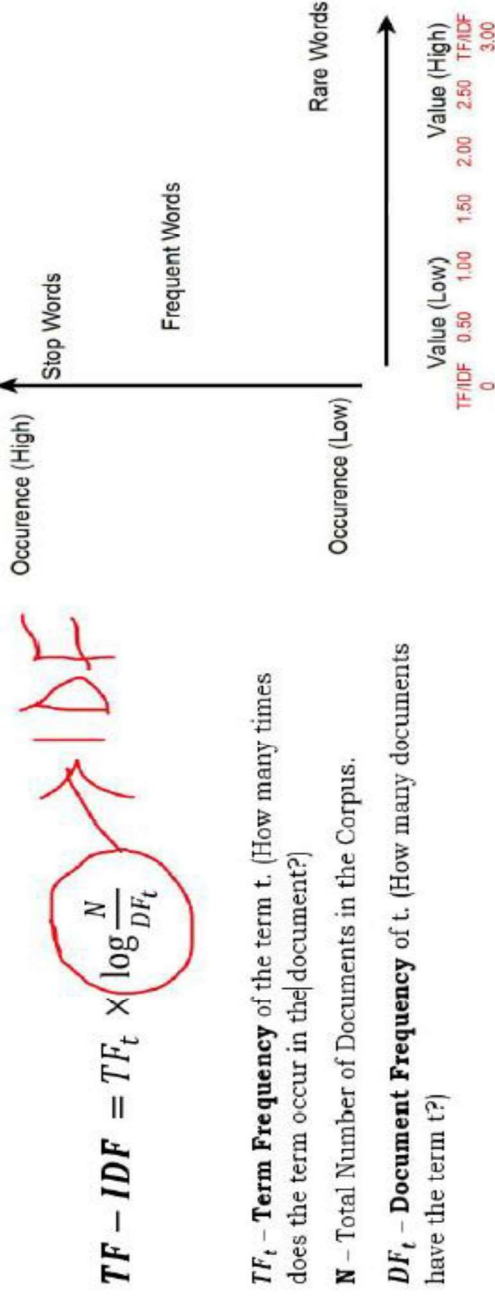 TF – IDF = TF_t × log N/DF_t
IDF
TF_t – Term Frequency of the term t. (How many times
does the term occur in the document?)
N – Total Number of Documents in the Corpus.
DF_t – Document Frequency of t. (How many documents
have the term t?)
Occurence (High)
Stop Words
Frequent Words
Rare Words
Occurence (Low)
Value (Low) Value (High)
TF/IDF 0.50 1.00 1.50 2.00 2.50 TF/IDF
0 3.00